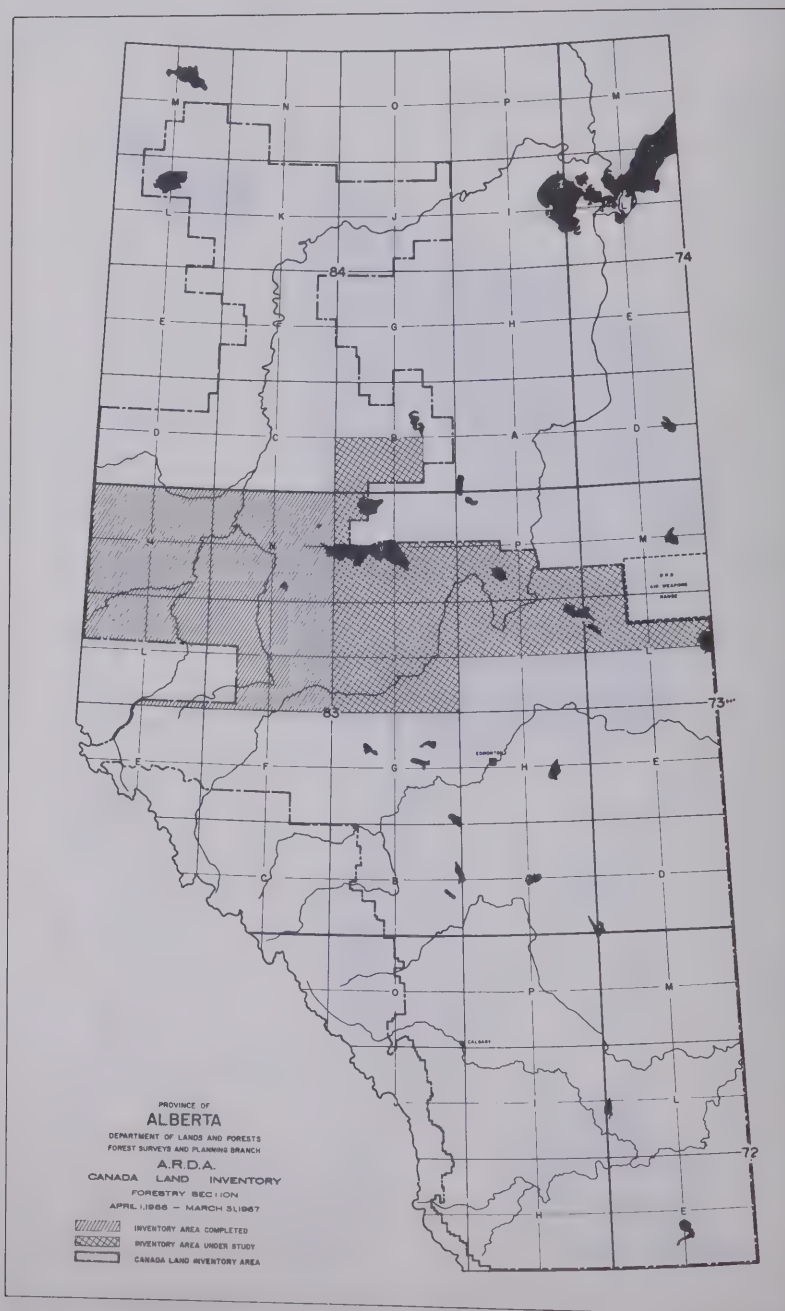 M N O P M
L K J I L
84
74
E G H E
D C B A D
M N P M
D R B
AIR WEAPONS
RANGE
L L
83
73
EDMONTON
E F G H E
C B D
O P M
CALGARY
I L
72
H E
PROVINCE OF
ALBERTA
DEPARTMENT OF LANDS AND FORESTS
FOREST SURVEYS AND PLANNING BRANCH
A.R.D.A.
CANADA LAND INVENTORY
FORESTRY SECTION
APRIL 1,1966 — MARCH 31,1967
INVENTORY AREA COMPLETED
INVENTORY AREA UNDER STUDY
CANADA LAND INVENTORY AREA